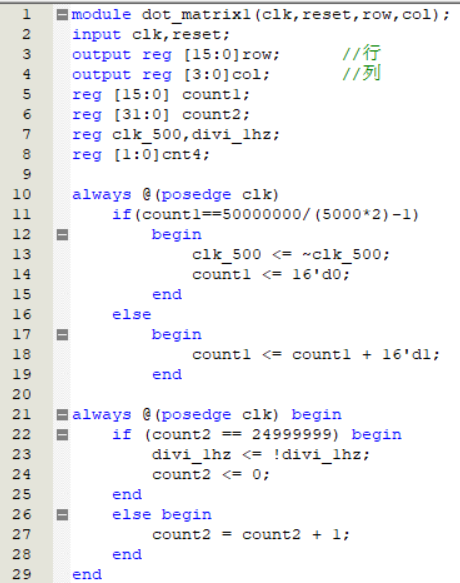 1 module dot_matrix1(clk,reset,row,col);
2 input clk,reset;
3 output reg [15:0]row; //行
4 output reg [3:0]col; //列
5 reg [15:0] count1;
6 reg [31:0] count2;
7 reg clk_500,divi_1hz;
8 reg [1:0]cnt4;
9
10 always @(posedge clk)
11 if(count1==50000000/(5000*2)-1)
12 begin
13 clk_500 <= ~clk_500;
14 count1 <= 16'd0;
15 end
16 else
17 begin
18 count1 <= count1 + 16'd1;
19 end
20
21 always @(posedge clk) begin
22 if (count2 == 24999999) begin
23 divi_1hz <= !divi_1hz;
24 count2 <= 0;
25 end
26 else begin
27 count2 = count2 + 1;
28 end
29 end